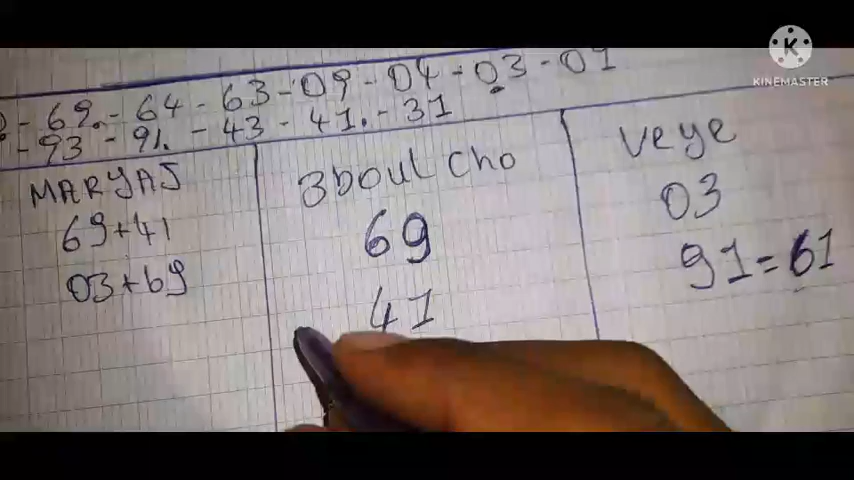 - 69. - 64 - 63 - 09 - 04 - 03 - 01
- 93 - 91. - 43 - 41. - 31
MARYAJ
69+41
03+69
3boul cho
69
41
veye
03
91=61
KINEMASTER